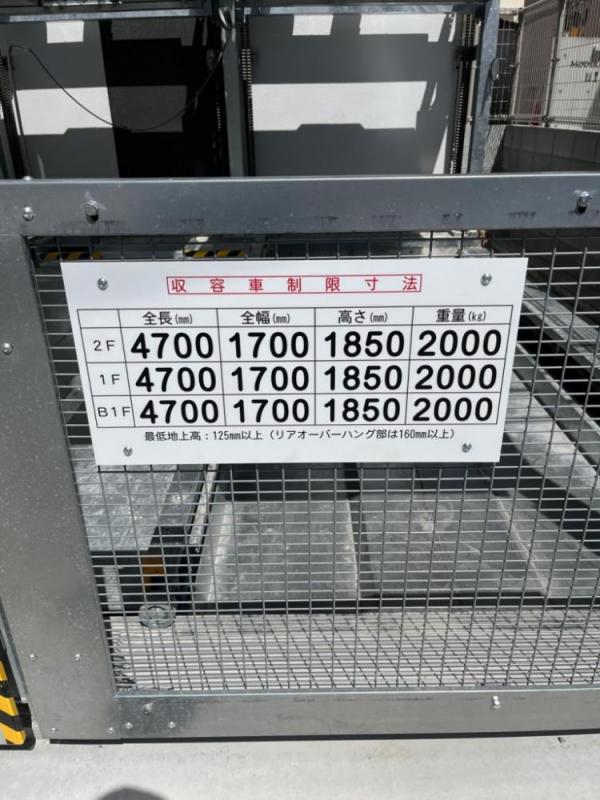 収容車制限寸法
全長(mm) 全幅(mm) 高さ(mm) 重量(kg)
2F 4700 1700 1850 2000
1F 4700 1700 1850 2000
B1F 4700 1700 1850 2000
最低地上高：125mm以上（リアオーバーハング部は160mm以上）